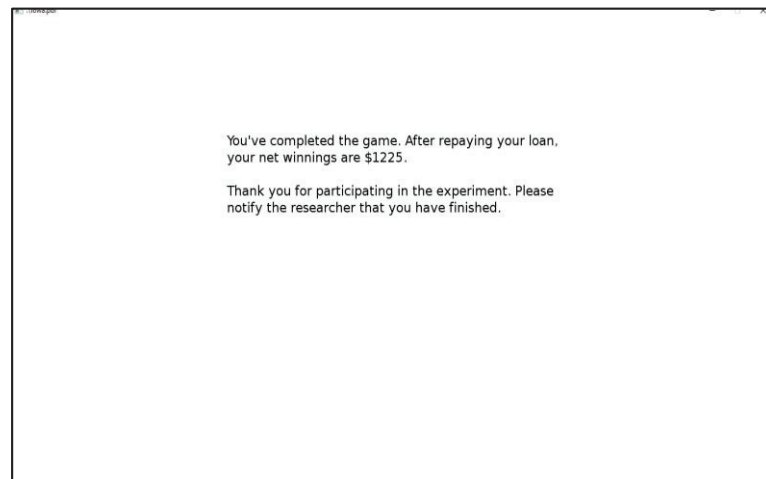 You've completed the game. After repaying your loan,
your net winnings are $1225.
Thank you for participating in the experiment. Please
notify the researcher that you have finished.